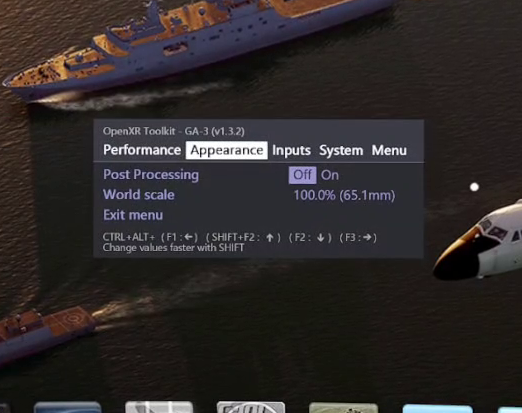 OpenXR Toolkit - GA-3 (v1.3.2)
Performance Appearance Inputs System Menu
Post Processing Off On
World scale 100.0% (65.1mm)
Exit menu
CTRL+ALT+ (F1:←) (SHIFT+F2: ↑) (F2: ↓) (F3:→)
Change values faster with SHIFT